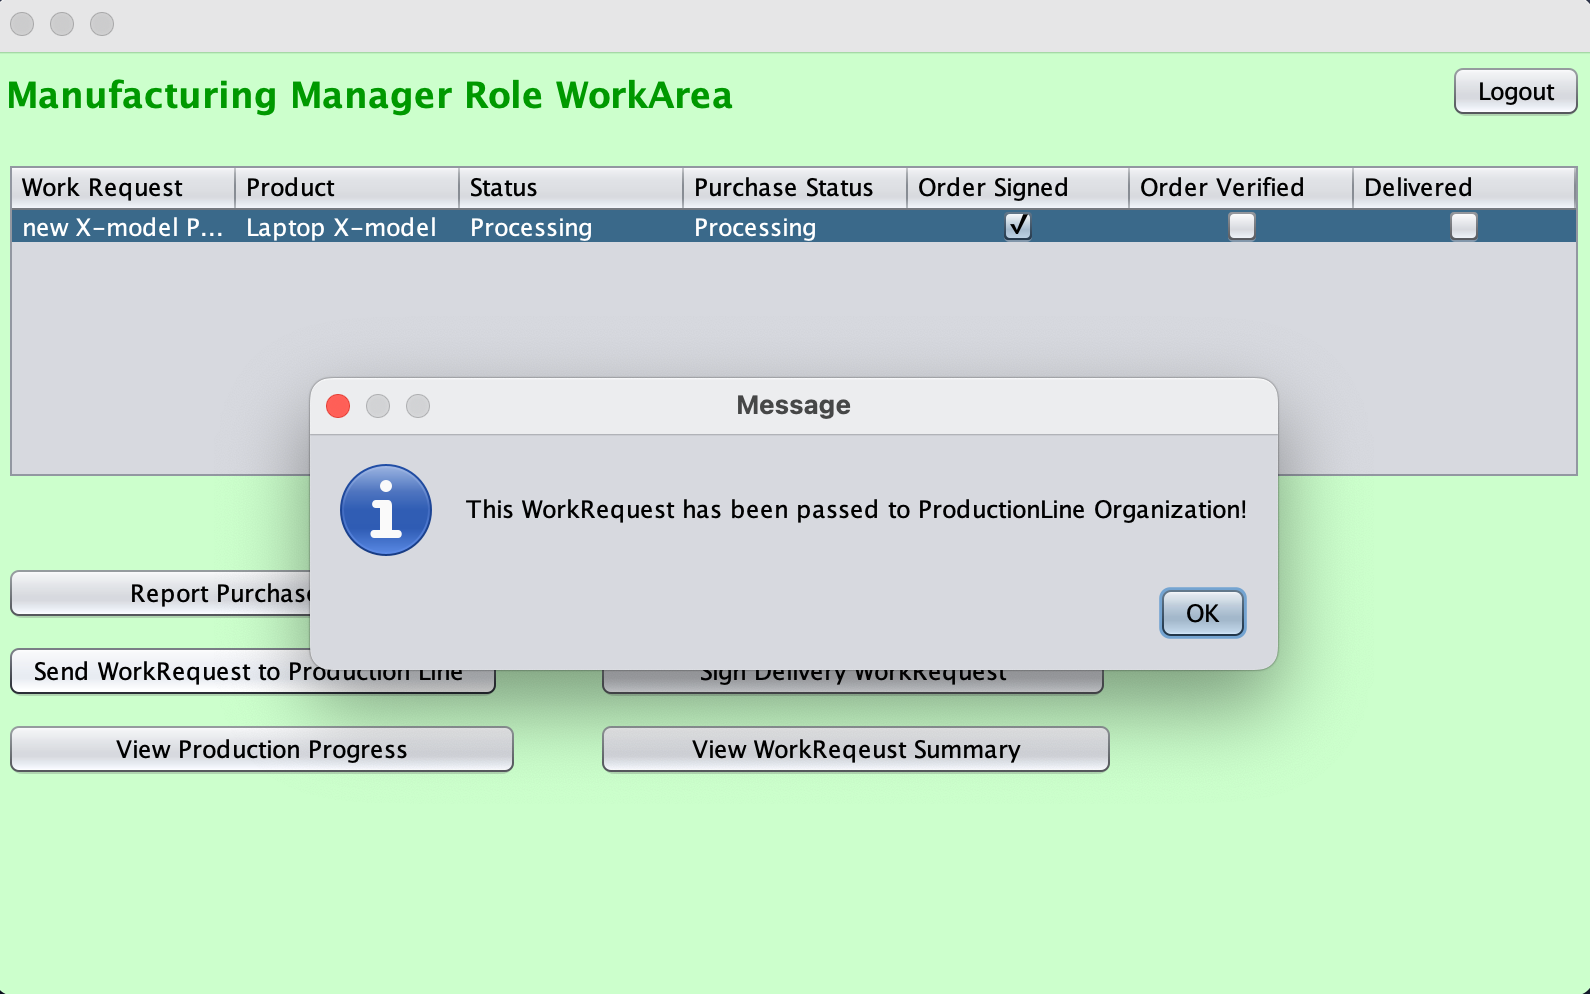 Manufacturing Manager Role WorkArea
Logout
Work Request Product Status Purchase Status Order Signed Order Verified Delivered
new X-model P... Laptop X-model Processing Processing
Message
This WorkRequest has been passed to ProductionLine Organization!
OK
Report Purchase
Send WorkRequest to Production Line Sign Delivery WorkRequest
View Production Progress View WorkReqeust Summary